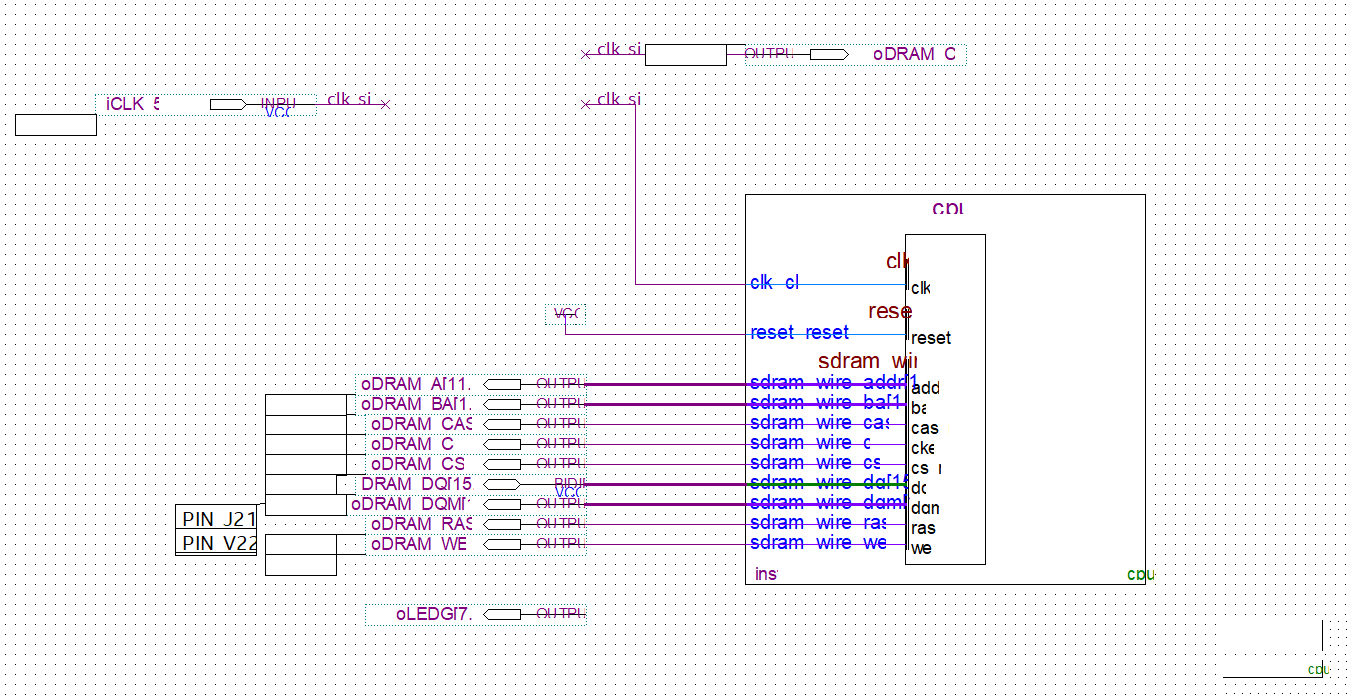 clk si
OUTPU
oDRAM C
iCLK 5
INPU
VCC
clk si
clk si
cpu
clk
clk cl
clk
VCC
rese
reset reset
reset
sdram wir
oDRAM A[11.
OUTPU
sdram wire addr[1
add
oDRAM BA[1.
OUTPU
sdram wire ba[1
ba
oDRAM CAS
OUTPU
sdram wire cas
cas
oDRAM C
OUTPU
sdram wire c
cke
oDRAM CS
OUTPU
sdram wire cs
cs
DRAM DQ[15
BIDI
VCC
sdram wire dq[15
dq
oDRAM DQM[
OUTPU
sdram wire dqm[
dqm
PIN J21
oDRAM RAS
OUTPU
sdram wire ras
ras
PIN V22
oDRAM WE
OUTPU
sdram wire we
we
ins
cpu
oLEDG[7.
OUTPU
cpu